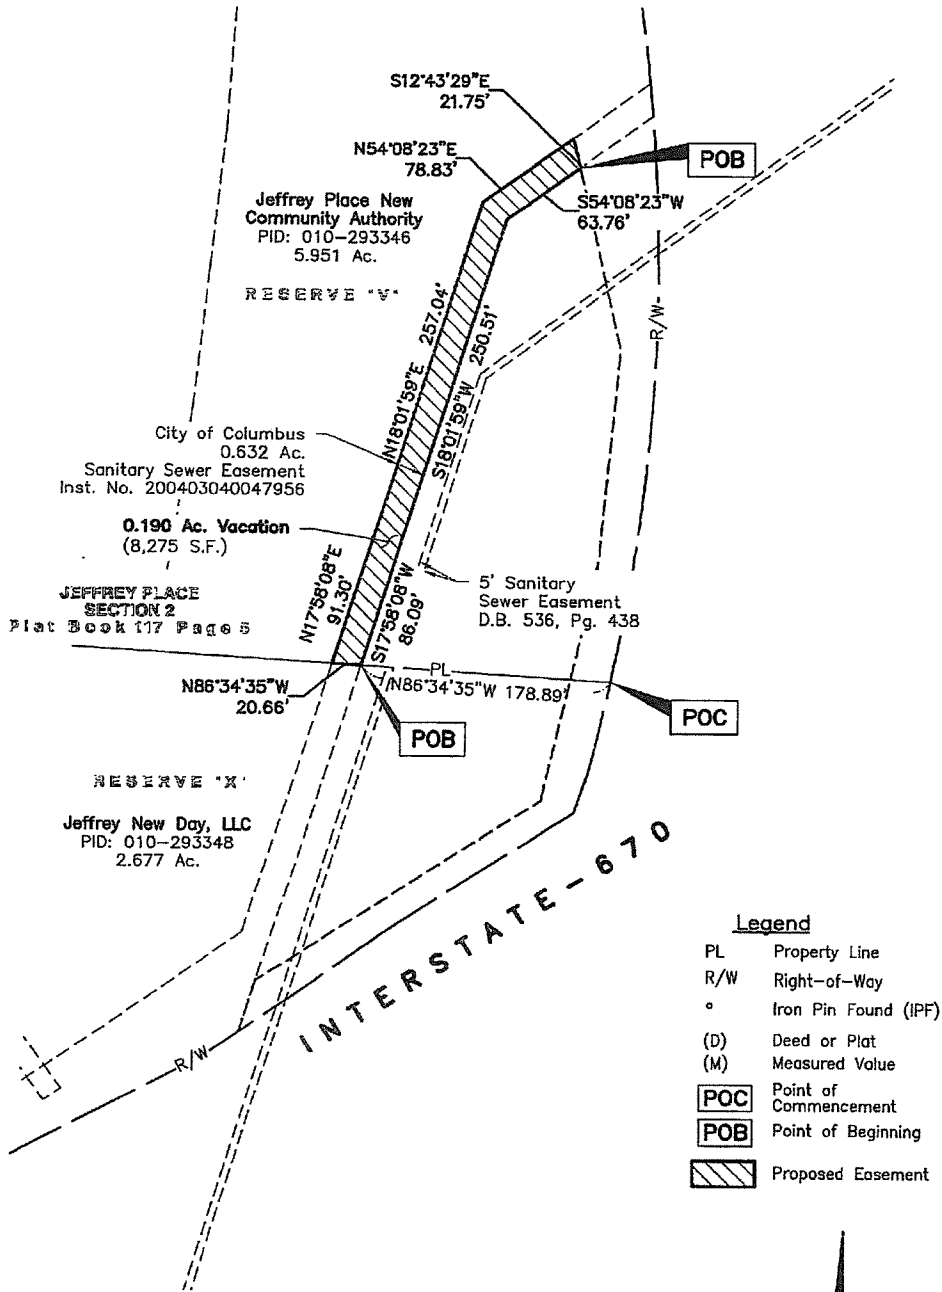 S12°43'29"E
21.75'
N54°08'23"E
78.83'
POB
S54°08'23"W
63.76'
Jeffrey Place New
Community Authority
PID: 010-293346
5.951 Ac.
RESERVE "V"
R/W
257.04'
250.51'
N18°01'59"E
S18°01'59"W
City of Columbus
0.632 Ac.
Sanitary Sewer Easement
Inst. No. 200403040047956
0.190 Ac. Vacation
(8,275 S.F.)
N17°58'08"E
91.30'
S17°58'08"W
86.09'
5' Sanitary
Sewer Easement
D.B. 536, Pg. 438
JEFFREY PLACE
SECTION 2
Plat Book 117 Page 5
PL
N86°34'35"W
20.66'
N86°34'35"W 178.89'
POC
POB
RESERVE "X"
Jeffrey New Day, LLC
PID: 010-293348
2.677 Ac.
INTERSTATE-670
R/W
Legend
PL Property Line
R/W Right-of-Way
° Iron Pin Found (IPF)
(D) Deed or Plat
(M) Measured Value
POC Point of
Commencement
POB Point of Beginning
Proposed Easement